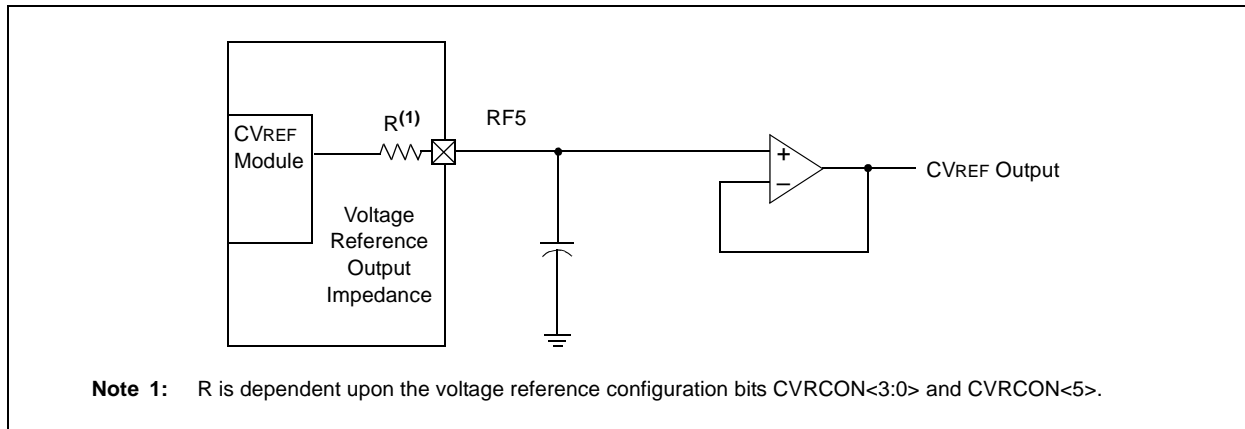 CVREF
Module
R(1)
RF5
+
–
CVREF Output
Voltage
Reference
Output
Impedance
Note 1: R is dependent upon the voltage reference configuration bits CVRCON<3:0> and CVRCON<5>.